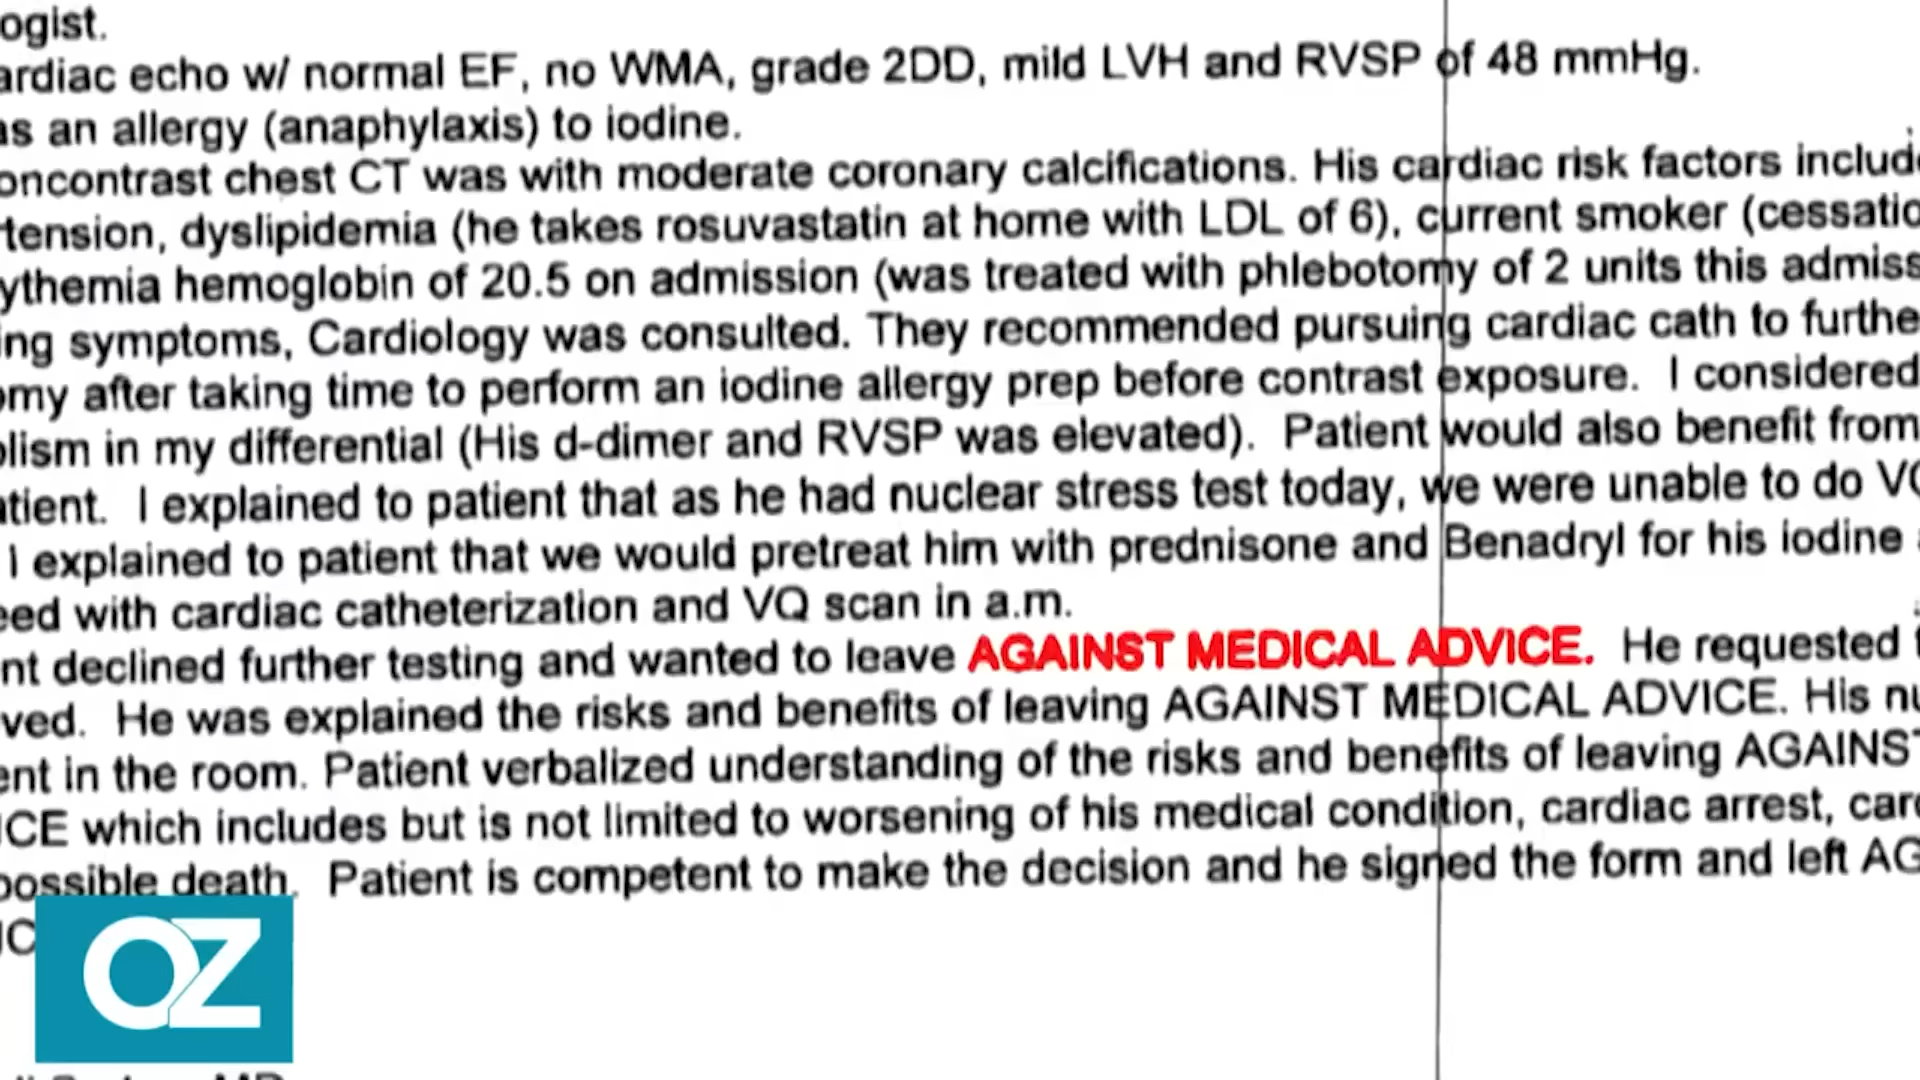 ogist.
ardiac echo w/ normal EF, no WMA, grade 2DD, mild LVH and RVSP of 48 mmHg.
as an allergy (anaphylaxis) to iodine.
oncontrast chest CT was with moderate coronary calcifications. His cardiac risk factors includ
rtension, dyslipidemia (he takes rosuvastatin at home with LDL of 6), current smoker (cessatio
ythemia hemoglobin of 20.5 on admission (was treated with phlebotomy of 2 units this admiss
ing symptoms, Cardiology was consulted. They recommended pursuing cardiac cath to furthe
omy after taking time to perform an iodine allergy prep before contrast exposure. I considered
olism in my differential (His d-dimer and RVSP was elevated). Patient would also benefit from
atient. I explained to patient that as he had nuclear stress test today, we were unable to do VQ
I explained to patient that we would pretreat him with prednisone and Benadryl for his iodine
eed with cardiac catheterization and VQ scan in a.m.
nt declined further testing and wanted to leave AGAINST MEDICAL ADVICE. He requested
ved. He was explained the risks and benefits of leaving AGAINST MEDICAL ADVICE. His nu
ent in the room. Patient verbalized understanding of the risks and benefits of leaving AGAINST
ICE which includes but is not limited to worsening of his medical condition, cardiac arrest, car
possible death. Patient is competent to make the decision and he signed the form and left AG
IC
OZ